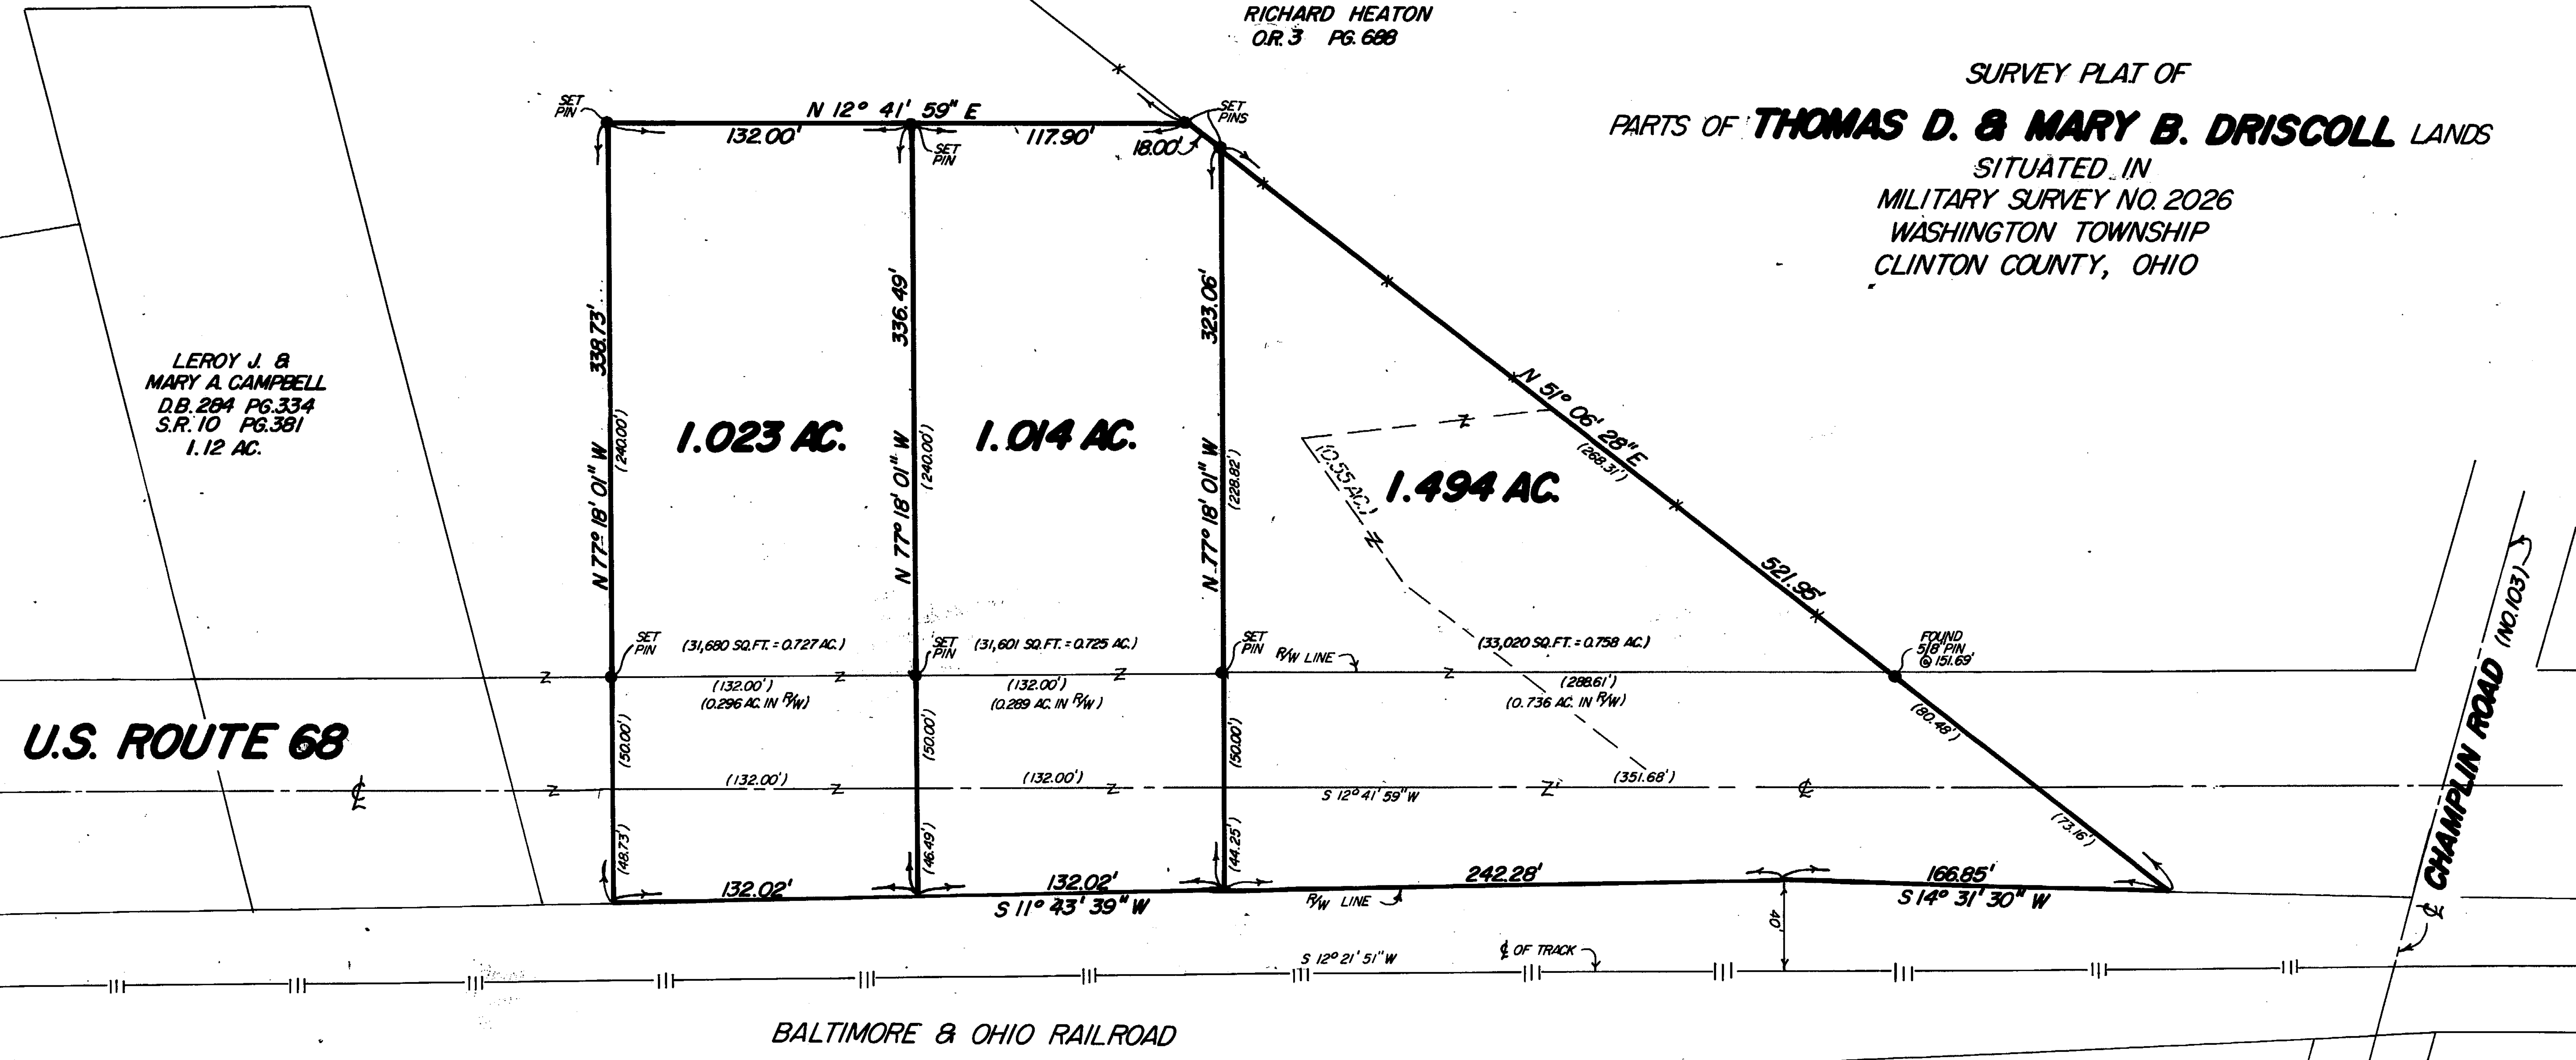 RICHARD HEATON
O.R. 3 PG. 688
SURVEY PLAT OF
PARTS OF THOMAS D. & MARY B. DRISCOLL LANDS
SITUATED IN
MILITARY SURVEY NO. 2026
WASHINGTON TOWNSHIP
CLINTON COUNTY, OHIO
SET
PIN
N 12° 41' 59" E
132.00'
SET
PIN
117.90'
18.00'
SET
PINS
338.73'
N 77° 18' 01" W
(240.00')
336.49'
N 77° 18' 01" W
(240.00')
323.06'
N 77° 18' 01" W
(228.82')
LEROY J. &
MARY A. CAMPBELL
D.B. 284 PG. 334
S.R. 10 PG. 381
1.12 AC.
1.023 AC.
1.014 AC.
1.494 AC.
(0.55 AC.)
N 51° 06' 28" E
(268.31')
521.95'
SET
PIN
(31,680 SQ.FT. = 0.727 AC.)
SET
PIN
(31,601 SQ.FT. = 0.725 AC.)
SET
PIN
R/W LINE
(33,020 SQ.FT. = 0.758 AC.)
FOUND
5/8" PIN
@ 151.69'
(132.00')
(0.296 AC. IN R/W)
(132.00')
(0.289 AC. IN R/W)
(288.61')
(0.736 AC. IN R/W)
(80.48')
U.S. ROUTE 68
(50.00')
(50.00')
(50.00')
(132.00')
(132.00')
S 12° 41' 59" W
(351.68')
(73.16')
CHAMPLIN ROAD (NO. 103)
(48.73')
(46.49')
(44.25')
132.02'
132.02'
S 11° 43' 39" W
242.28'
R/W LINE
166.85'
S 14° 31' 30" W
40'
S 12° 21' 51" W
℄ OF TRACK
BALTIMORE & OHIO RAILROAD